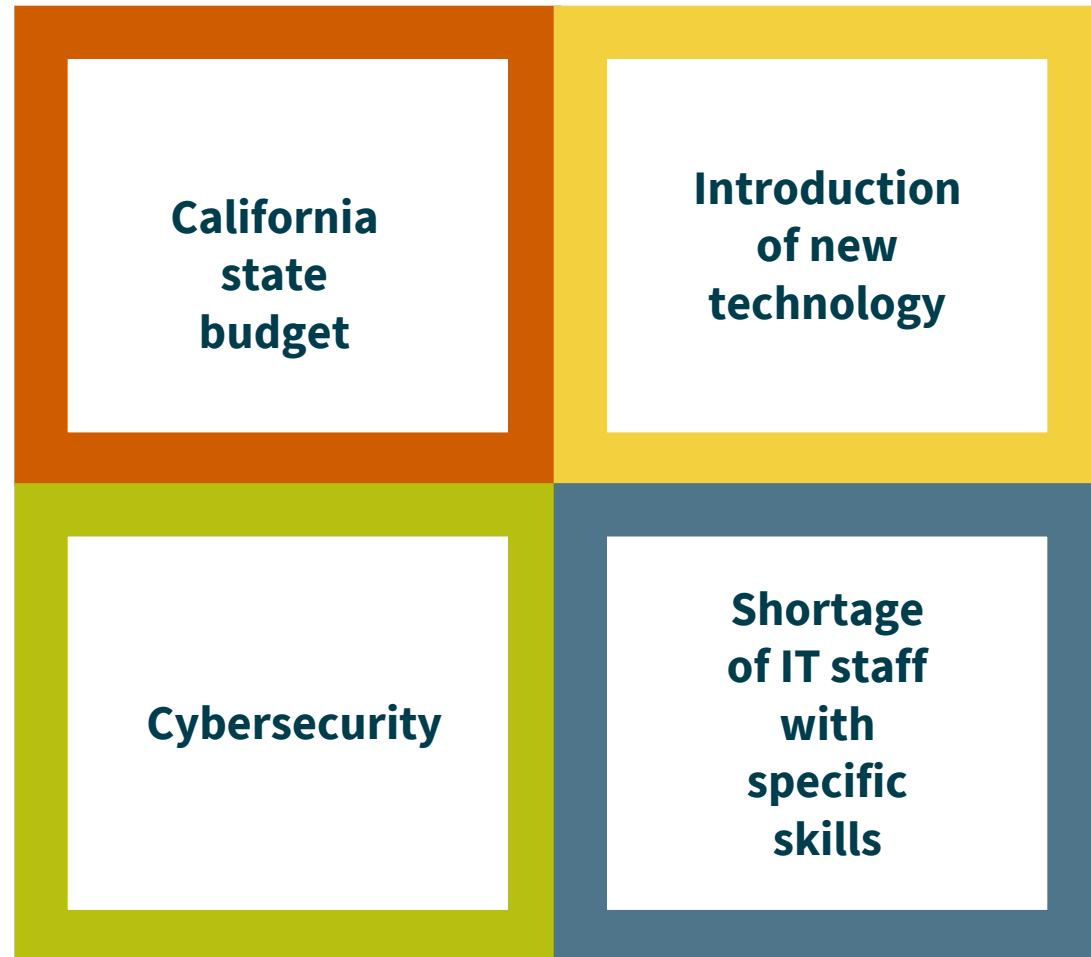 California
state
budget
Introduction
of new
technology
Cybersecurity
Shortage
of IT staff
with
specific
skills